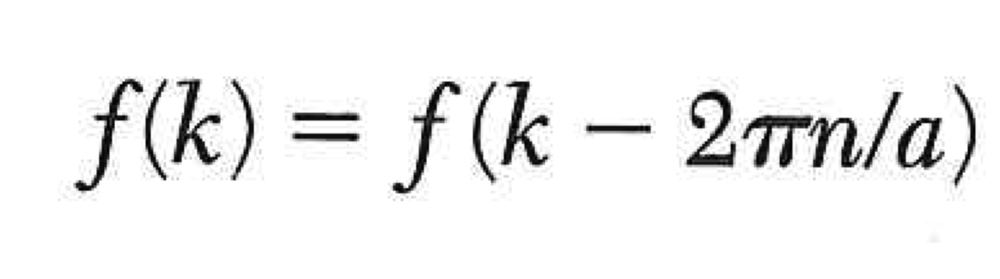 f(k) = f(k − 2πn/a)